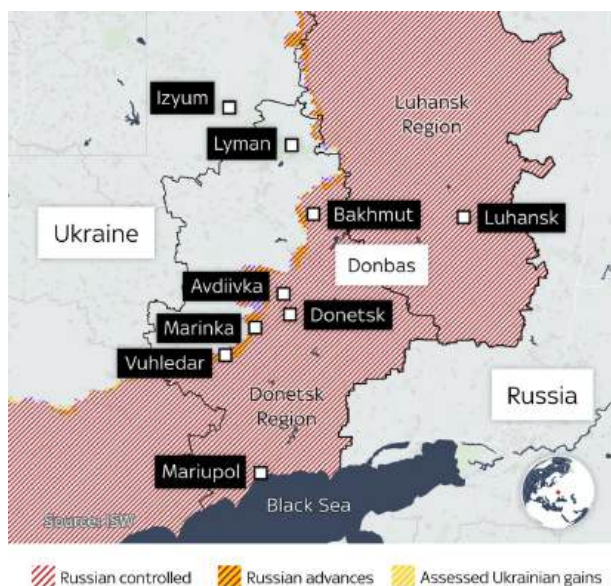 Izyum
Luhansk
Region
Lyman
Bakhmut
Luhansk
Ukraine
Donbas
Avdiivka
Donetsk
Marinka
Vuhledar
Donetsk
Region
Russia
Mariupol
Black Sea
Source: ISW
Russian controlled
Russian advances
Assessed Ukrainian gains